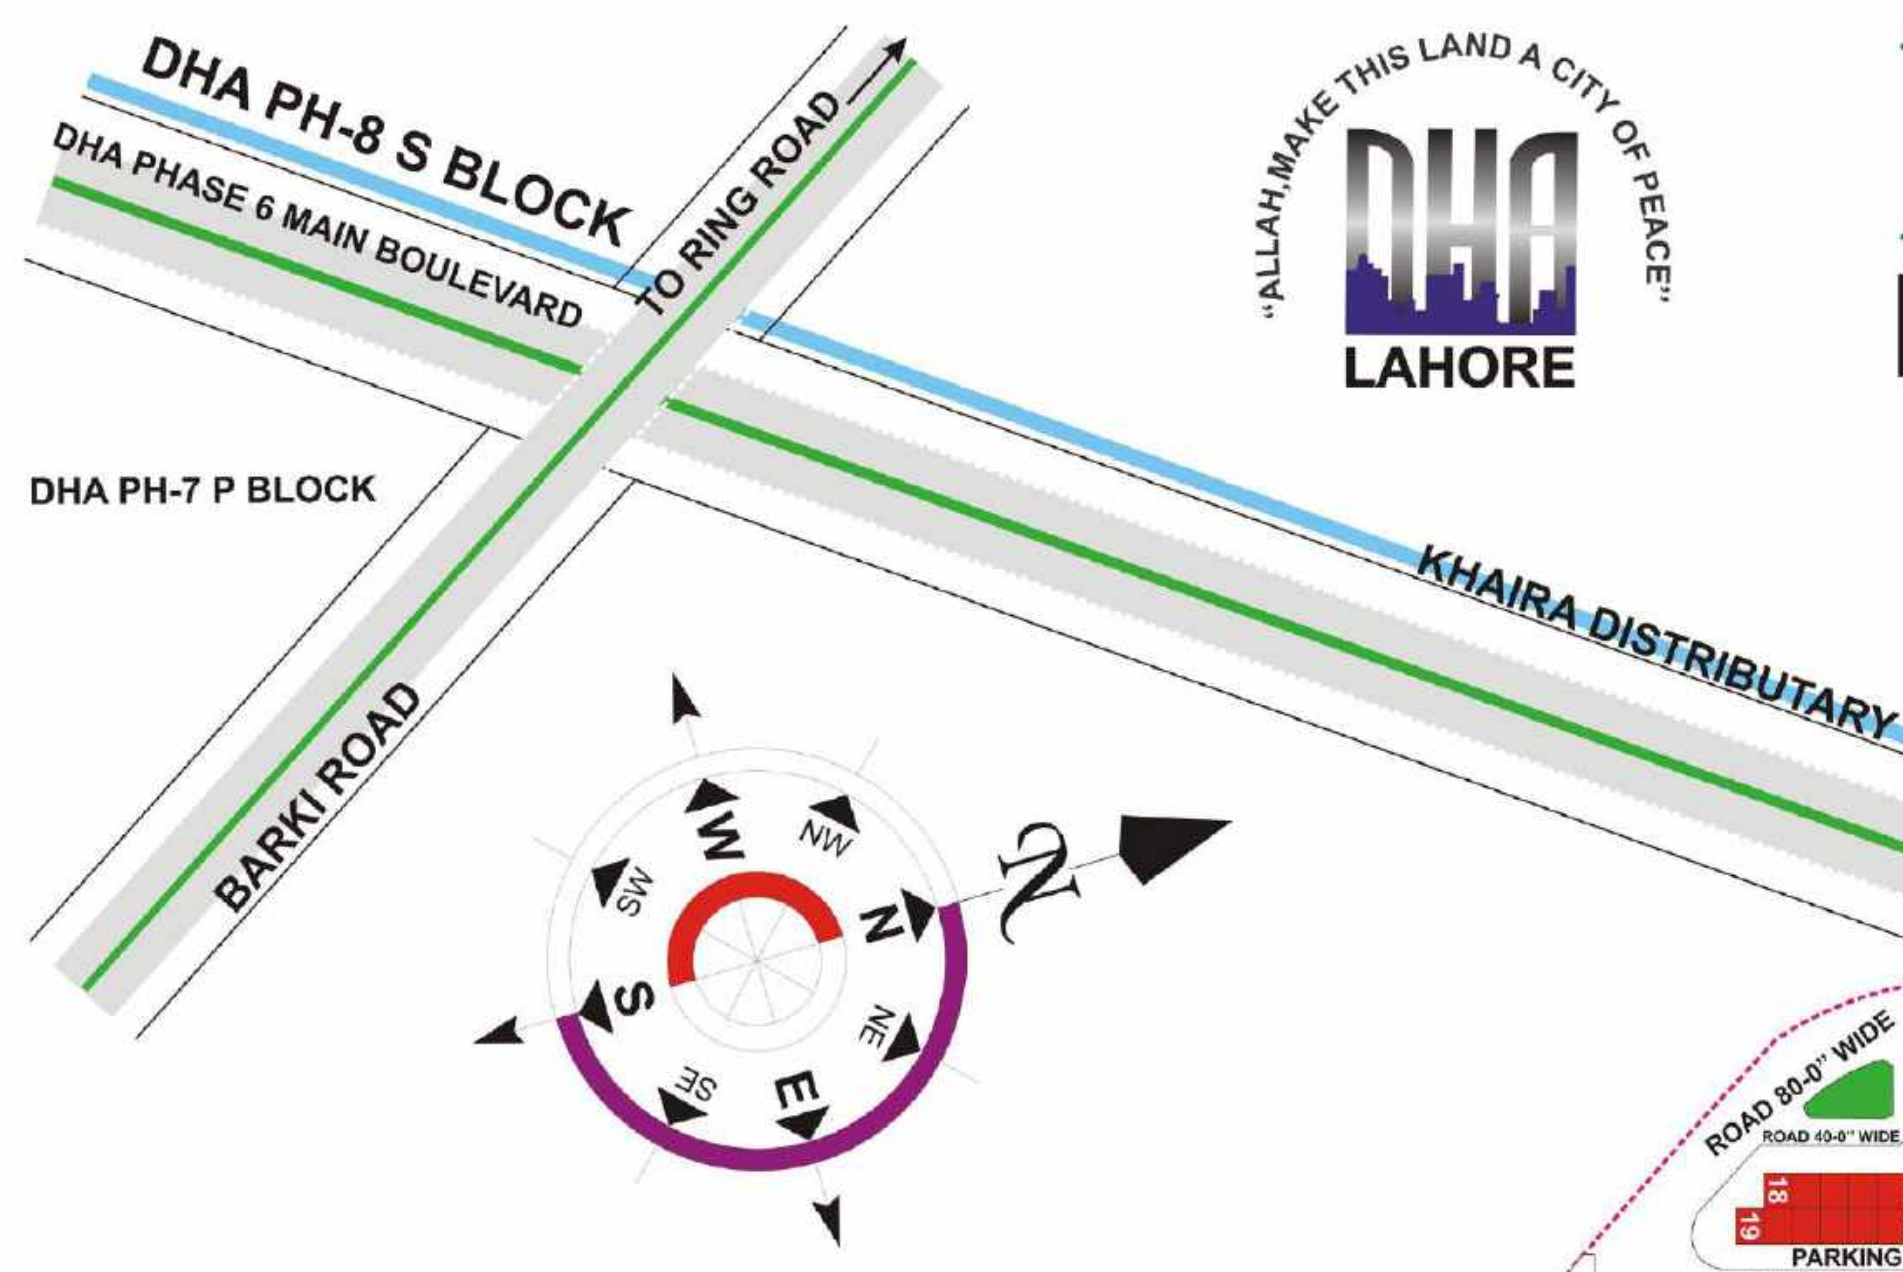 DHA PH-8 S BLOCK
DHA PHASE 6 MAIN BOULEVARD
TO RING ROAD
"ALLAH,MAKE THIS LAND A CITY OF PEACE"
DHA
LAHORE
DHA PH-7 P BLOCK
KHAIRA DISTRIBUTARY
BARKI ROAD
W
NW
SW
N
N
S
NE
SE
E
ROAD 80-0" WIDE
ROAD 40-0" WIDE
18
19
PARKING